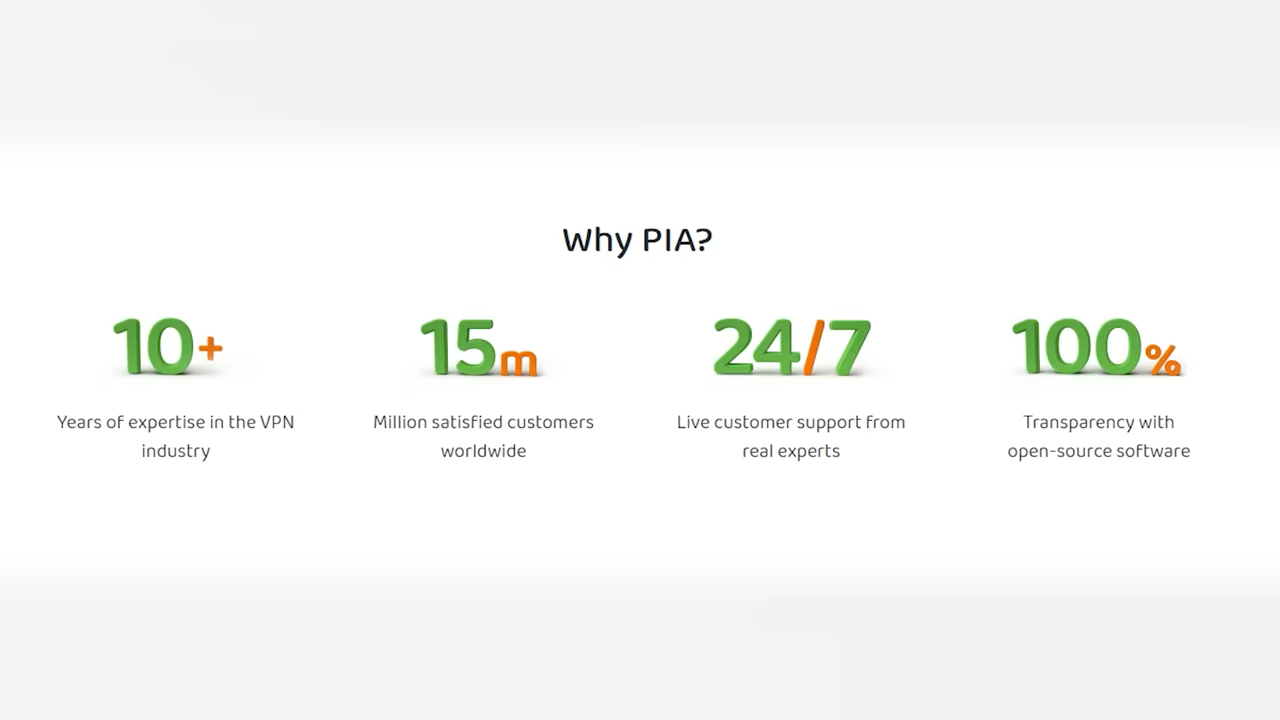 Why PIA?
10+
Years of expertise in the VPN
industry
15m
Million satisfied customers
worldwide
24/7
Live customer support from
real experts
100%
Transparency with
open-source software